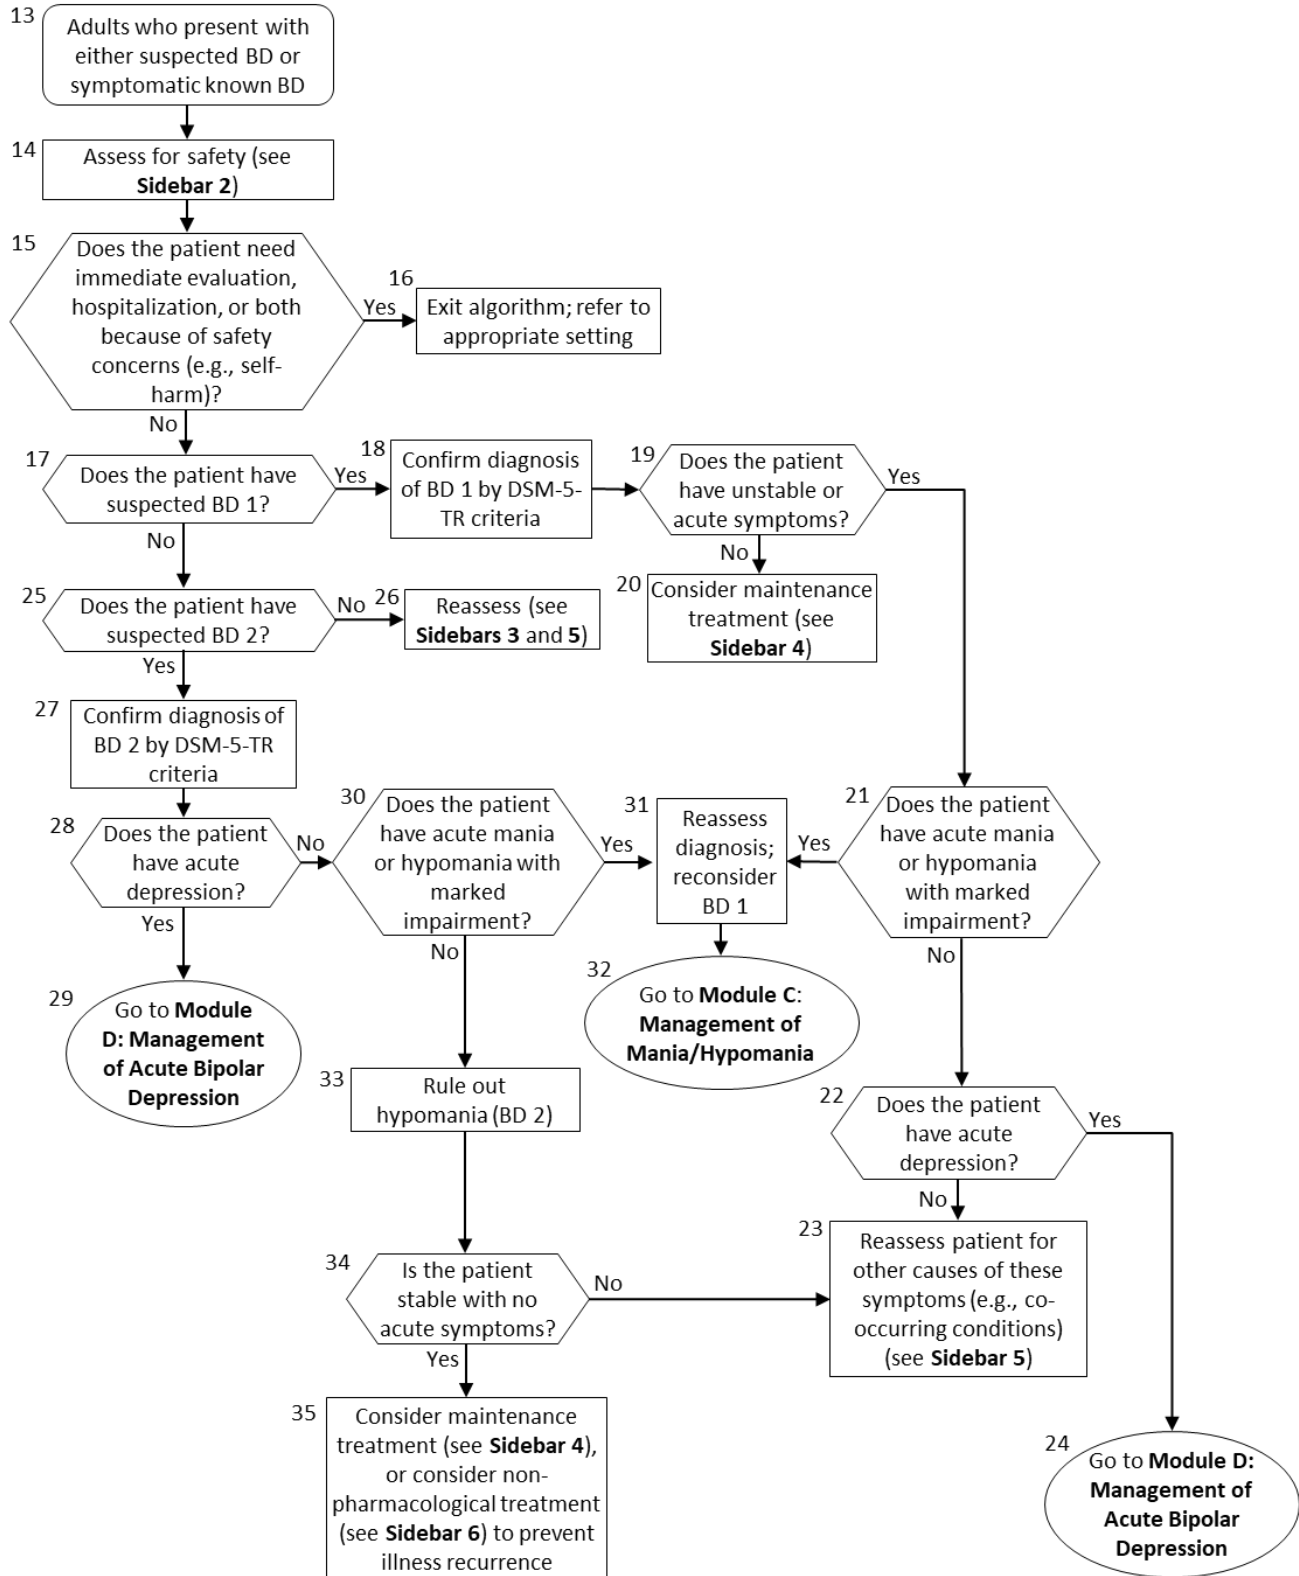 13
Adults who present with
either suspected BD or
symptomatic known BD
14
Assess for safety (see
Sidebar 2)
15
Does the patient need
immediate evaluation,
hospitalization, or both
because of safety
concerns (e.g., self-
harm)?
Yes
16
Exit algorithm; refer to
appropriate setting
No
17
Does the patient have
suspected BD 1?
Yes
18
Confirm diagnosis
of BD 1 by DSM-5-
TR criteria
19
Does the patient
have unstable or
acute symptoms?
Yes
No
20
Consider maintenance
treatment (see
Sidebar 4)
No
25
Does the patient have
suspected BD 2?
No
26
Reassess (see
Sidebars 3 and 5)
Yes
27
Confirm diagnosis of
BD 2 by DSM-5-TR
criteria
28
Does the patient
have acute
depression?
No
30
Does the patient
have acute mania
or hypomania with
marked
impairment?
Yes
31
Reassess
diagnosis;
reconsider
BD 1
Yes
21
Does the patient
have acute mania
or hypomania
with marked
impairment?
Yes
29
Go to Module
D: Management
of Acute Bipolar
Depression
No
32
Go to Module C:
Management of
Mania/Hypomania
No
33
Rule out
hypomania (BD 2)
22
Does the patient
have acute
depression?
Yes
No
34
Is the patient
stable with no
acute symptoms?
No
23
Reassess patient for
other causes of these
symptoms (e.g., co-
occurring conditions)
(see Sidebar 5)
Yes
35
Consider maintenance
treatment (see Sidebar 4),
or consider non-
pharmacological treatment
(see Sidebar 6) to prevent
illness recurrence
24
Go to Module D:
Management of
Acute Bipolar
Depression